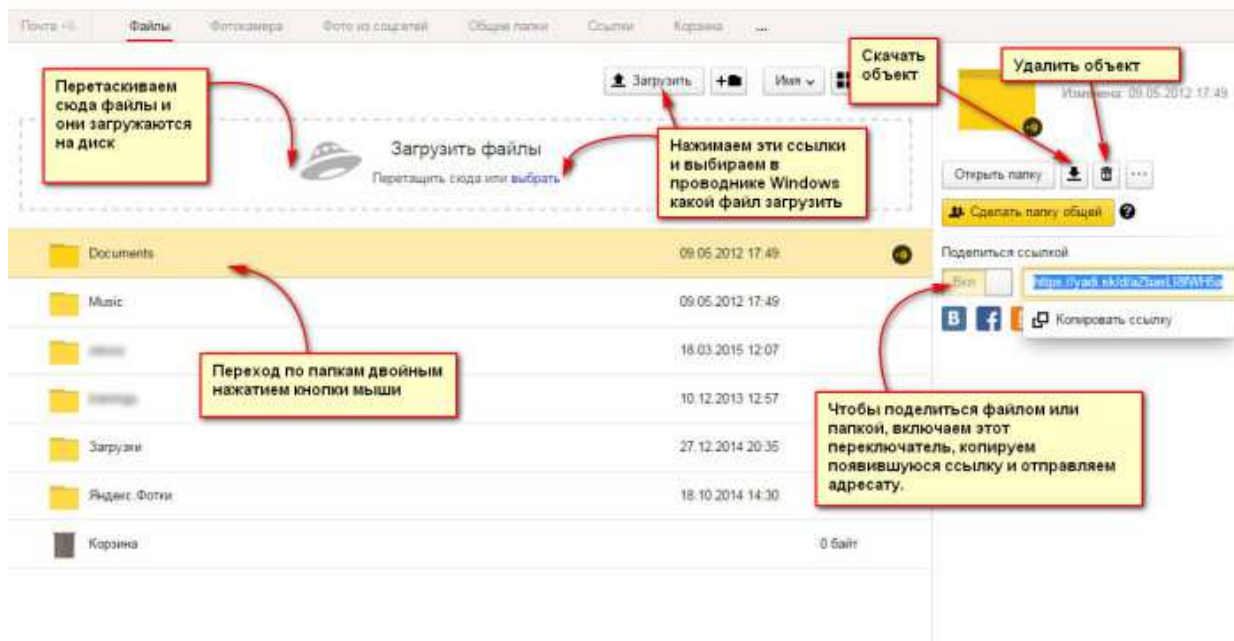 Почта +6 Файлы Фотокамера Фото из соцсетей Общие папки Ссылки Корзина ...
Скачать
объект
Удалить объект
Перетаскиваем
сюда файлы и
они загружаются
на диск
Загрузить
Имя
Изменена: 09.05.2012 17:49
Загрузить файлы
Перетащить сюда или выбрать
Нажимаем эти ссылки
и выбираем в
проводнике Windows
какой файл загрузить
Открыть папку
Сделать папку общей
Documents 09.05.2012 17:49
Поделиться ссылкой
Вкл
Копировать ссылку
Music 09.05.2012 17:49
18.03.2015 12:07
Переход по папкам двойным
нажатием кнопки мыши
10.12.2013 12:57
Чтобы поделиться файлом или
папкой, включаем этот
переключатель, копируем
появившуюся ссылку и отправляем
адресату.
Загрузки 27.12.2014 20:35
Яндекс.Фотки 18.10.2014 14:30
Корзина 0 байт